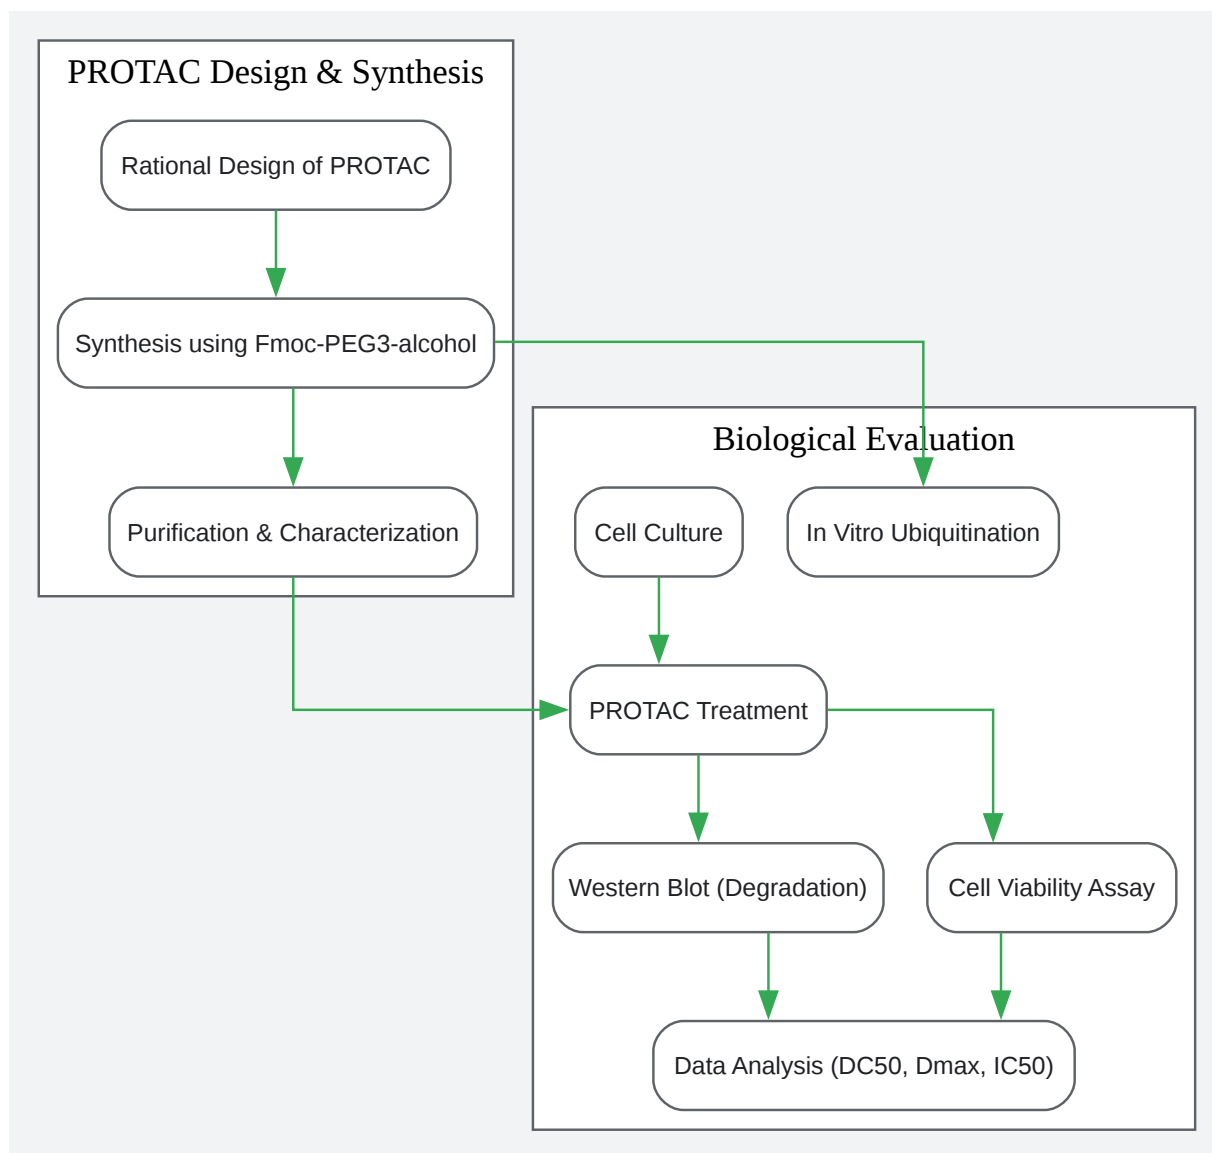 PROTAC Design & Synthesis
Rational Design of PROTAC
Synthesis using Fmoc-PEG3-alcohol
Purification & Characterization
Biological Evaluation
Cell Culture
In Vitro Ubiquitination
PROTAC Treatment
Western Blot (Degradation)
Cell Viability Assay
Data Analysis (DC50, Dmax, IC50)